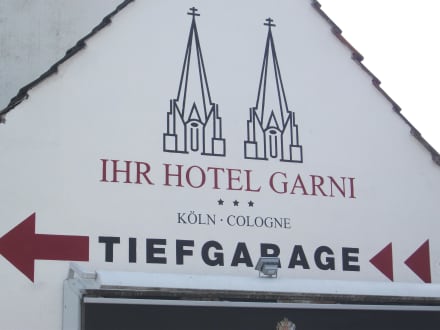 IHR HOTEL GARNI
★ ★ ★
KÖLN · COLOGNE
TIEFGARAGE